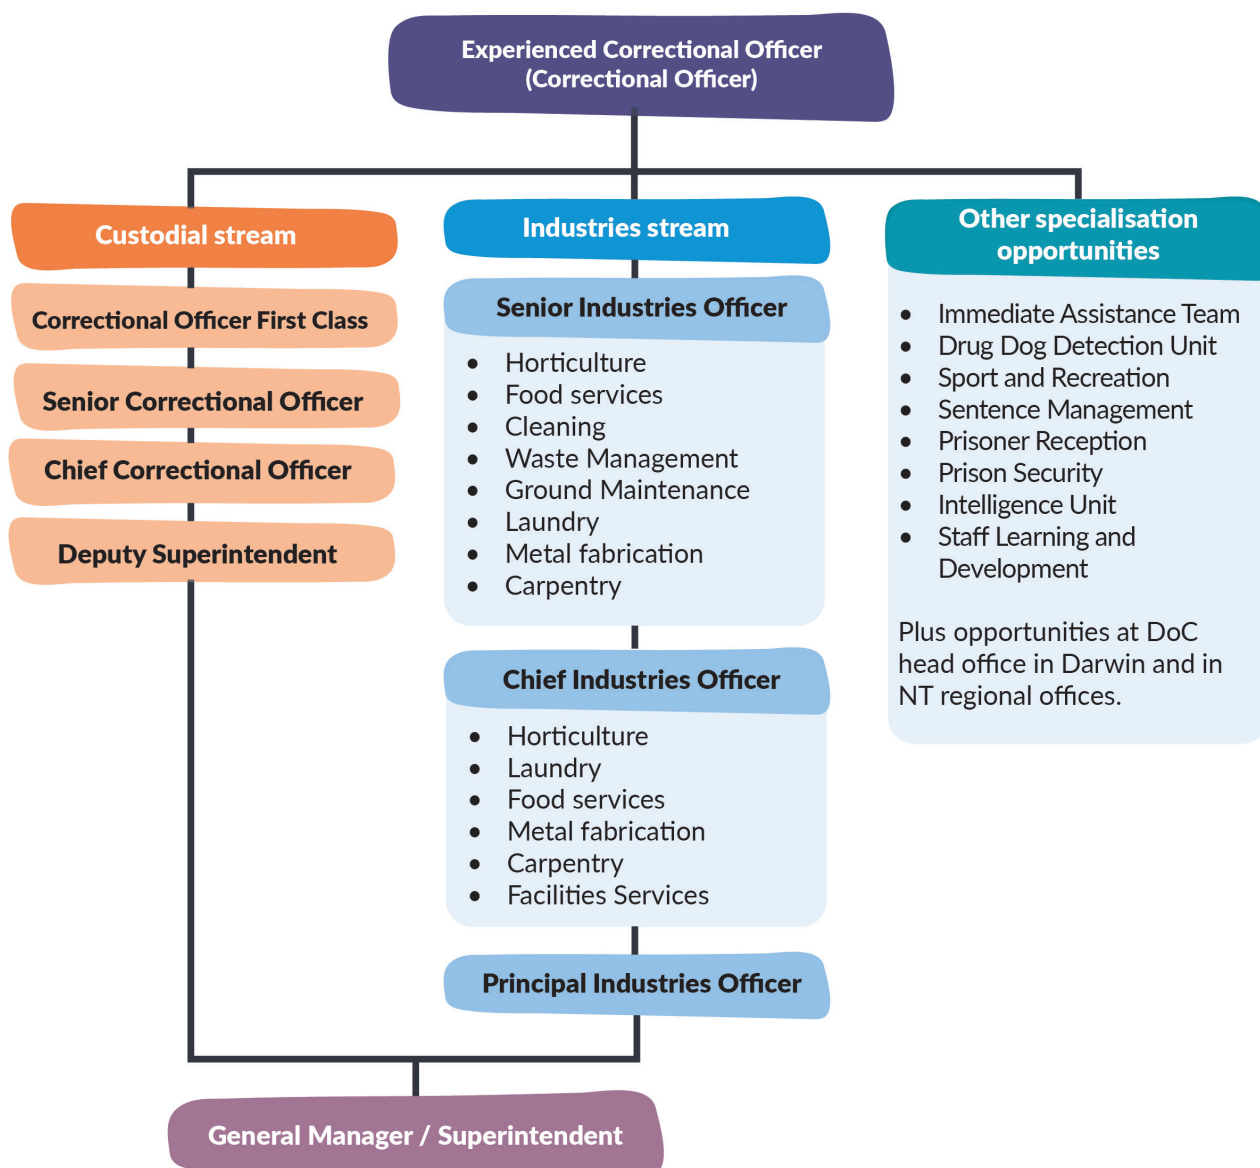 Experienced Correctional Officer
(Correctional Officer)
Custodial stream
Correctional Officer First Class
Senior Correctional Officer
Chief Correctional Officer
Deputy Superintendent
Industries stream
Senior Industries Officer
• Horticulture
• Food services
• Cleaning
• Waste Management
• Ground Maintenance
• Laundry
• Metal fabrication
• Carpentry
Chief Industries Officer
• Horticulture
• Laundry
• Food services
• Metal fabrication
• Carpentry
• Facilities Services
Principal Industries Officer
Other specialisation
opportunities
• Immediate Assistance Team
• Drug Dog Detection Unit
• Sport and Recreation
• Sentence Management
• Prisoner Reception
• Prison Security
• Intelligence Unit
• Staff Learning and
Development
Plus opportunities at DoC
head office in Darwin and in
NT regional offices.
General Manager / Superintendent